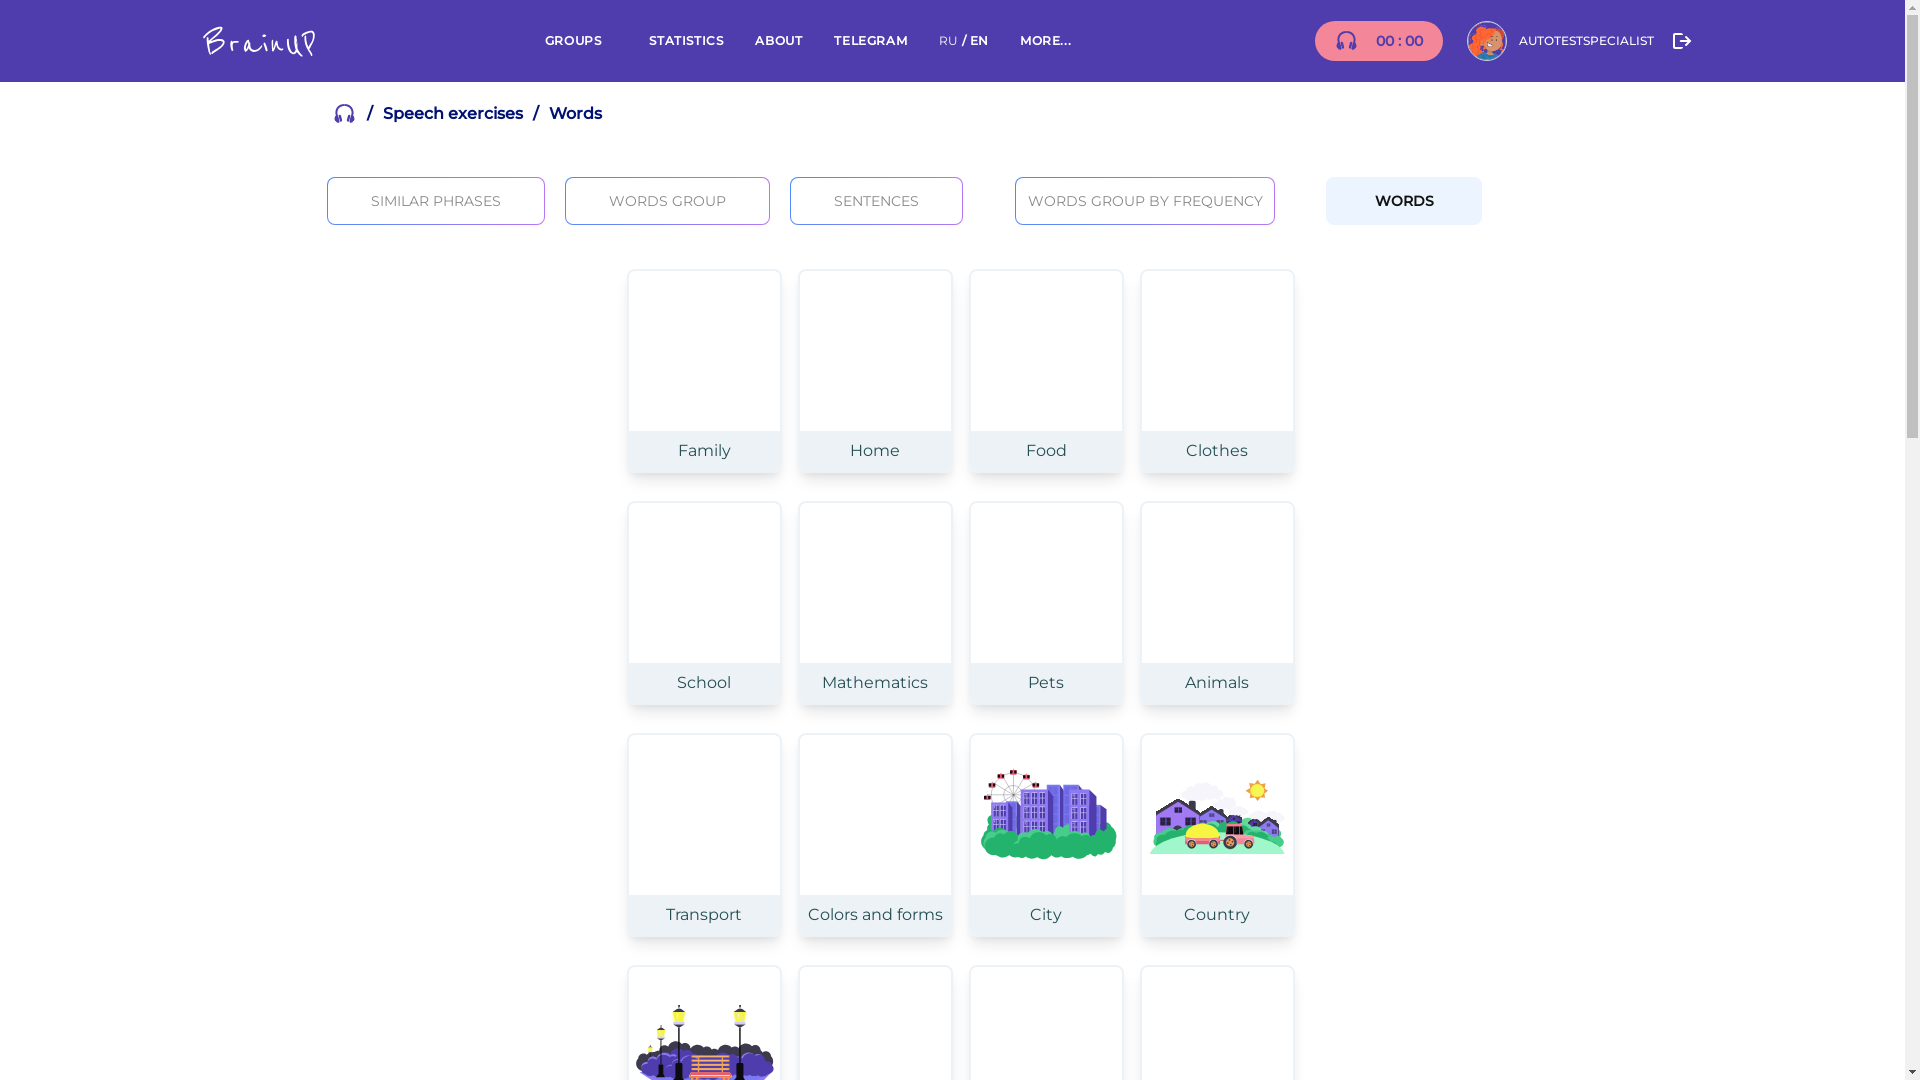 BrainUP GROUPS STATISTICS ABOUT TELEGRAM RU / EN MORE... 00 : 00 AUTOTESTSPECIALIST
/ Speech exercises / Words
SIMILAR PHRASES WORDS GROUP SENTENCES WORDS GROUP BY FREQUENCY WORDS
Family Home Food Clothes
School Mathematics Pets Animals
Transport Colors and forms City Country